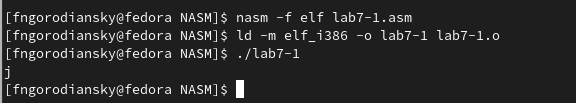 [fngorodiansky@fedora NASM]$ nasm -f elf lab7-1.asm
[fngorodiansky@fedora NASM]$ ld -m elf_i386 -o lab7-1 lab7-1.o
[fngorodiansky@fedora NASM]$ ./lab7-1
j
[fngorodiansky@fedora NASM]$